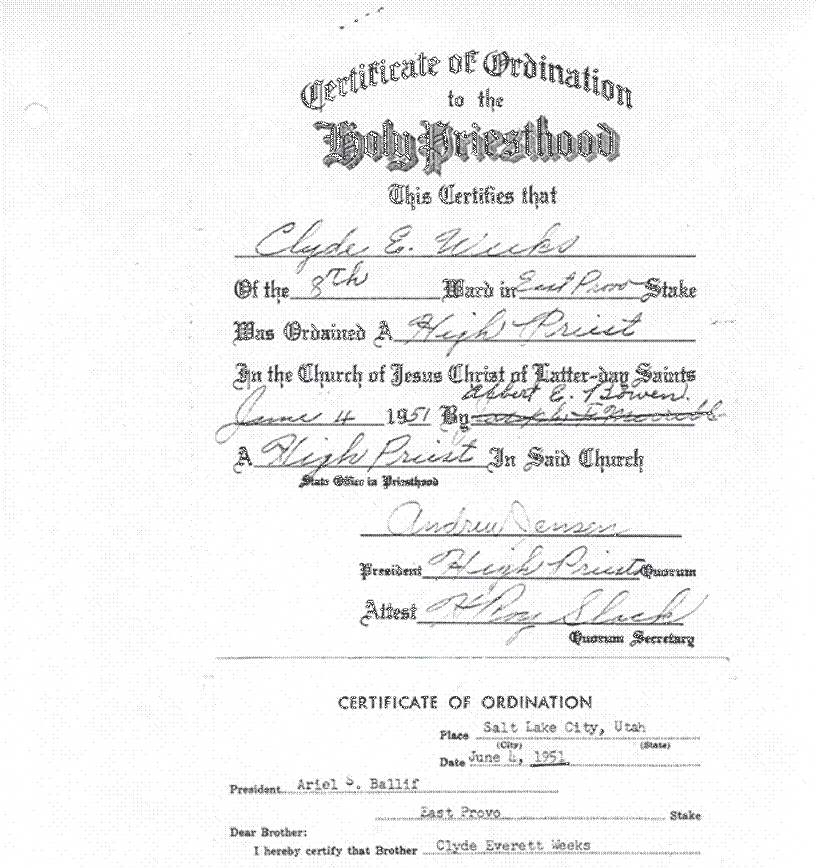 Certificate of Ordination
to the
Holy Priesthood
This Certifies that
Clyde E. Weeks
Of the 8th Ward in East Provo Stake
Was Ordained A High Priest
In the Church of Jesus Christ of Latter-day Saints
Albert E. Bowen.
June 4 1951 By
A High Priest In Said Church
State Office in Priesthood
Andrew Jensen
President High Priests Quorum
Attest Roy Slack
Quorum Secretary
CERTIFICATE OF ORDINATION
Place Salt Lake City, Utah
(City) (State)
Date June 4, 1951
President Ariel S. Ballif
East Provo Stake
Dear Brother:
I hereby certify that Brother Clyde Everett Weeks